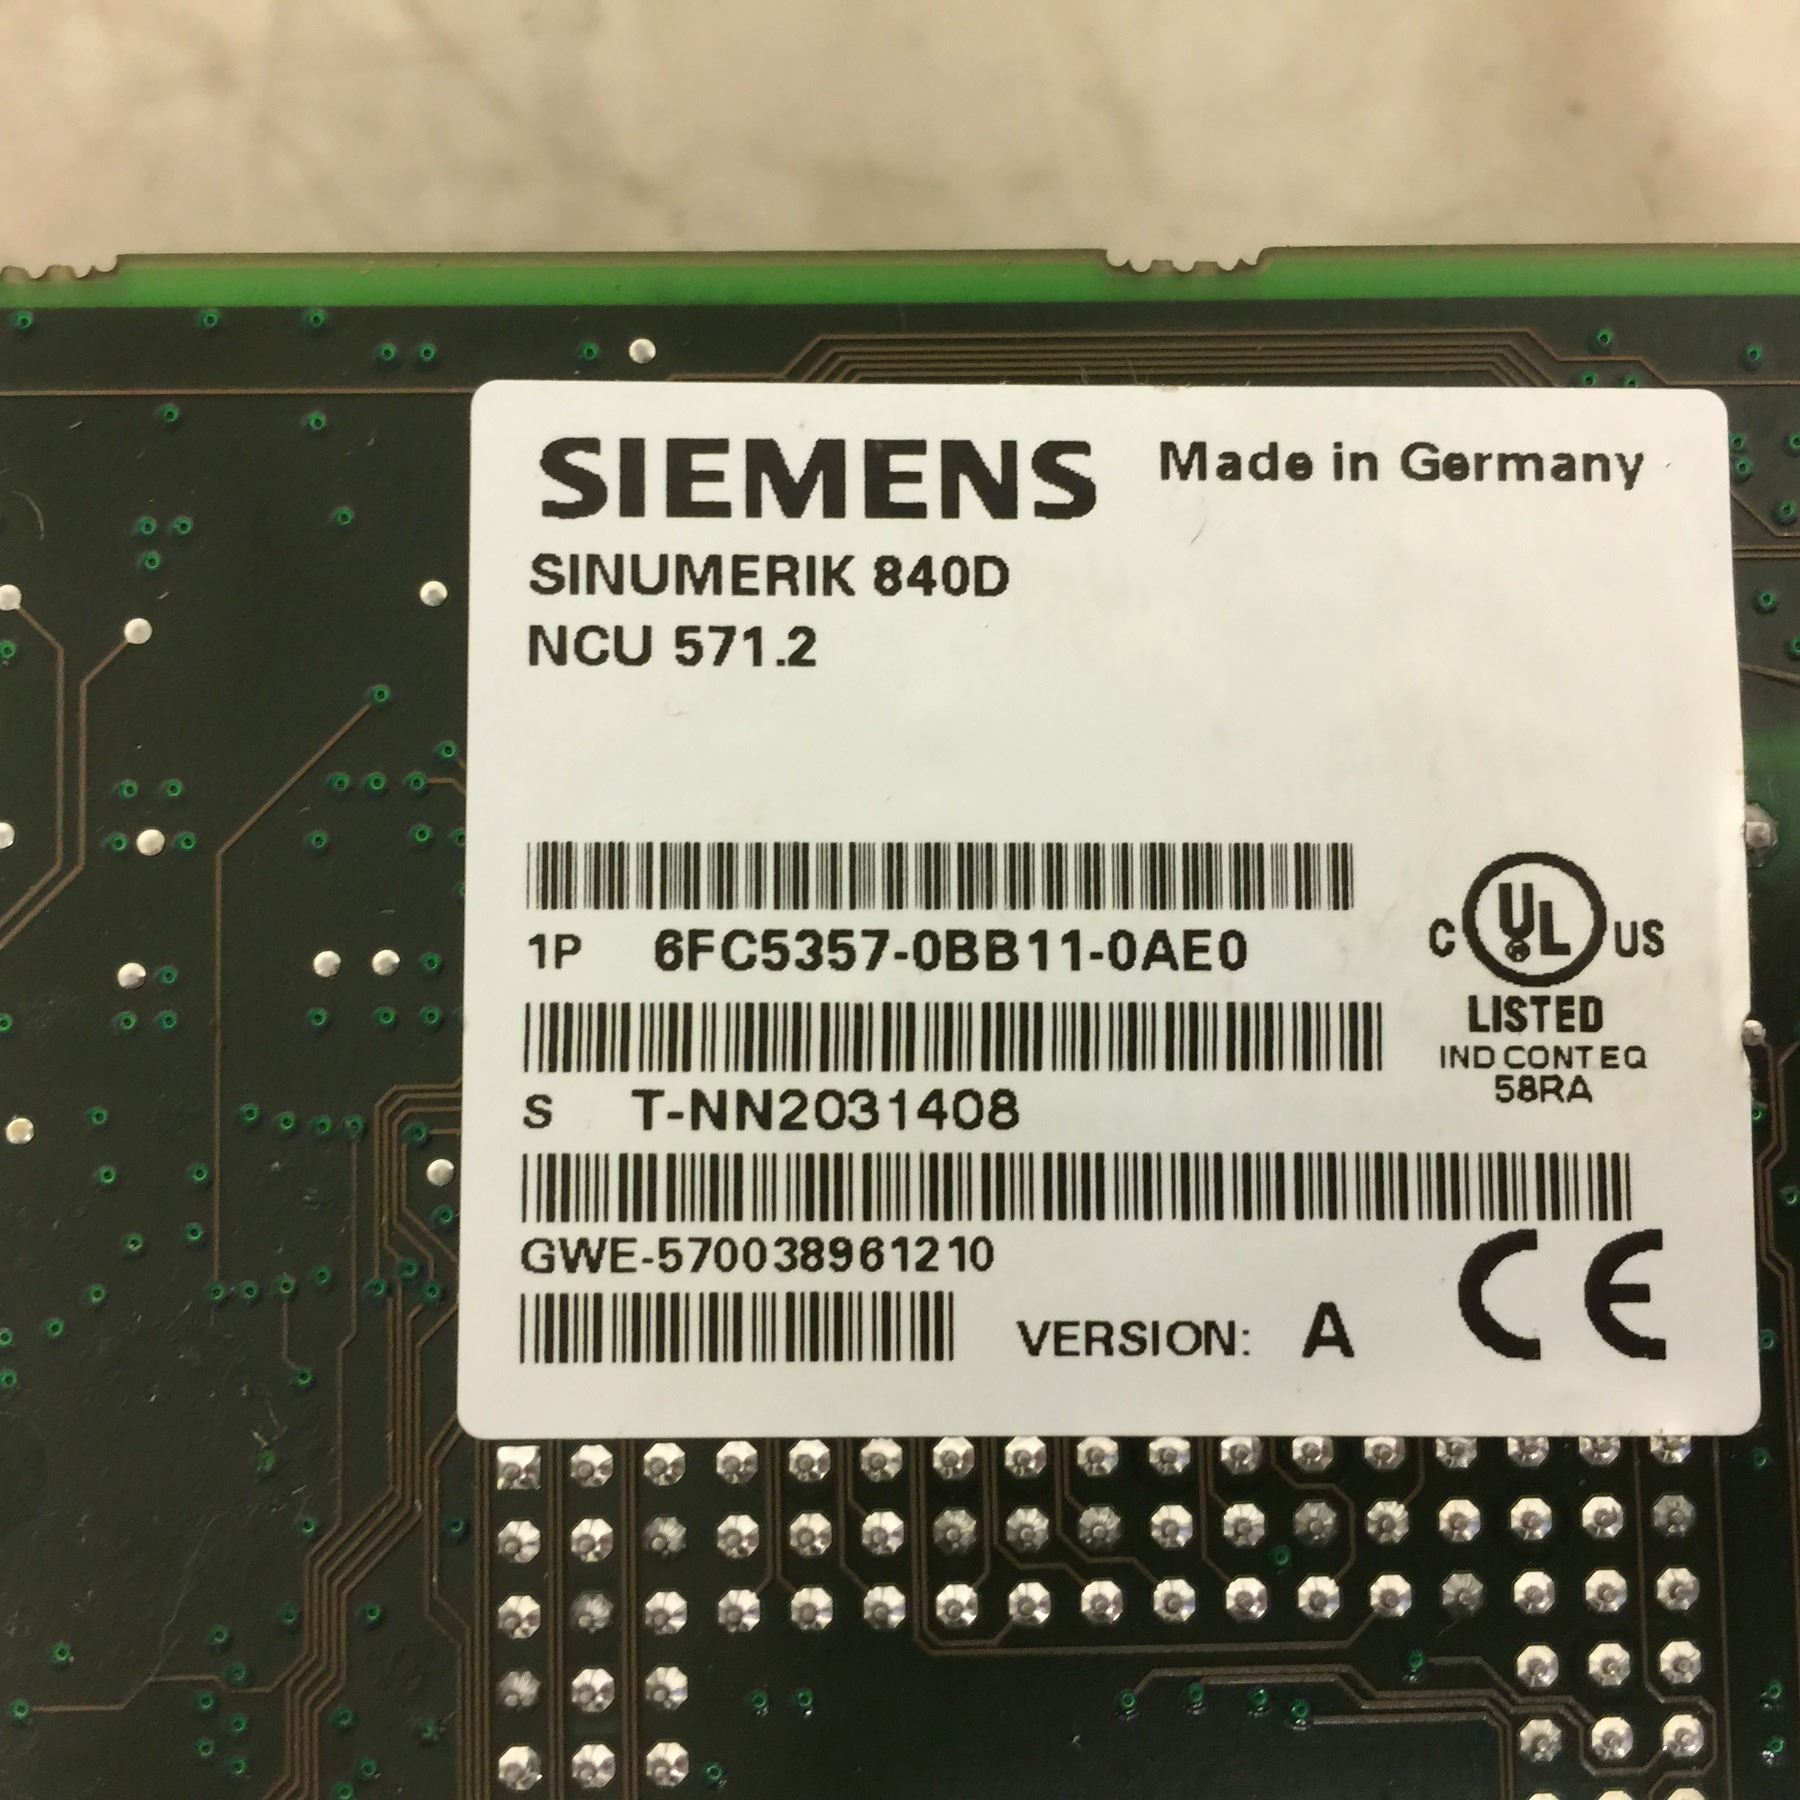 SIEMENS Made in Germany
SINUMERIK 840D
NCU 571.2
1P 6FC5357-0BB11-0AE0
C UL US
LISTED
IND CONT EQ
58RA
S T-NN2031408
GWE-570038961210
VERSION: A
CE